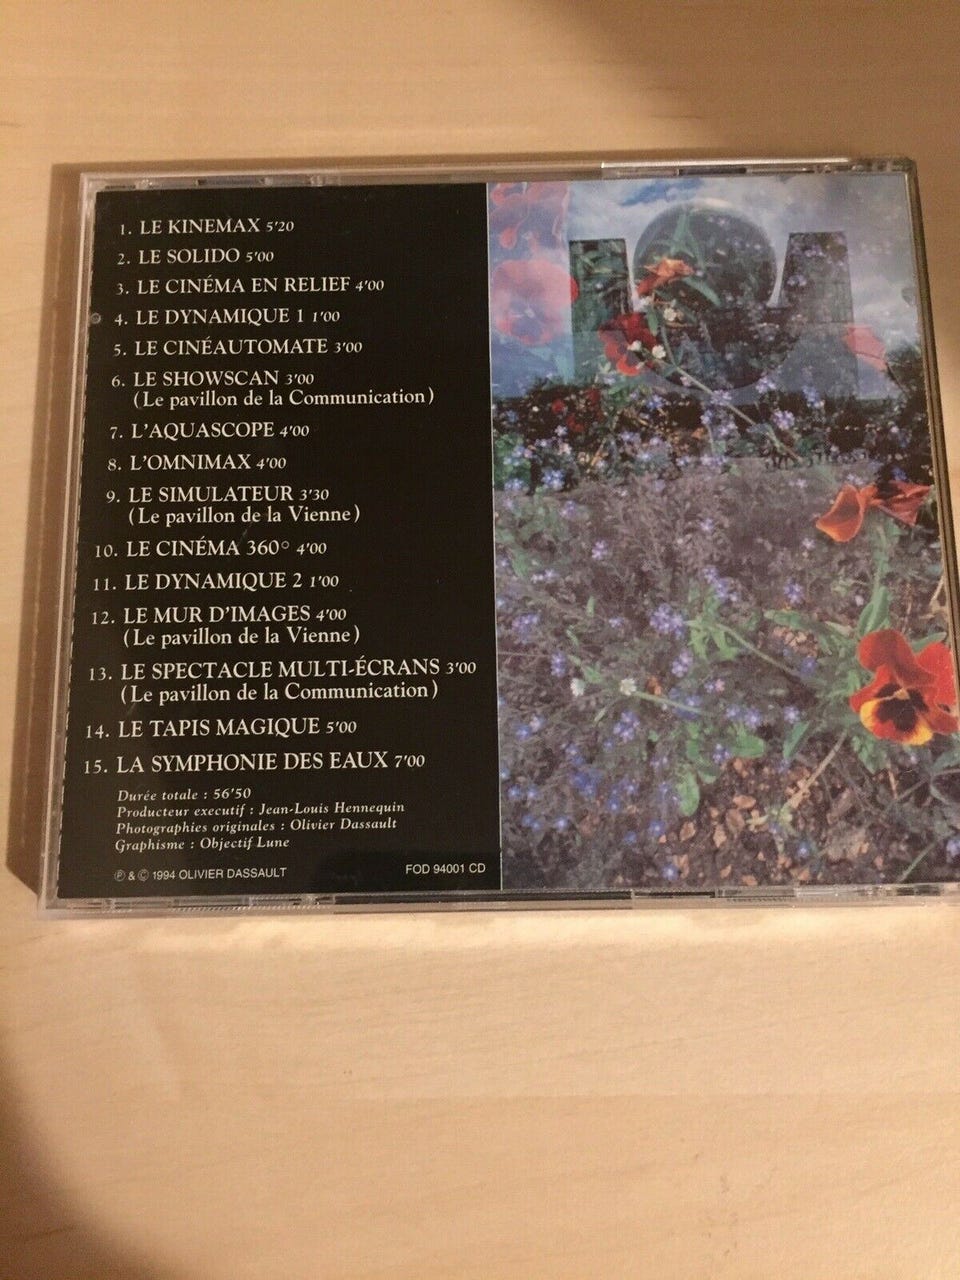 1. LE KINEMAX 5'20
2. LE SOLIDO 5'00
3. LE CINÉMA EN RELIEF 4'00
4. LE DYNAMIQUE 1 1'00
5. LE CINÉAUTOMATE 3'00
6. LE SHOWSCAN 3'00
(Le pavillon de la Communication)
7. L'AQUASCOPE 4'00
8. L'OMNIMAX 4'00
9. LE SIMULATEUR 3'30
(Le pavillon de la Vienne)
10. LE CINÉMA 360° 4'00
11. LE DYNAMIQUE 2 1'00
12. LE MUR D'IMAGES 4'00
(Le pavillon de la Vienne)
13. LE SPECTACLE MULTI-ÉCRANS 3'00
(Le pavillon de la Communication)
14. LE TAPIS MAGIQUE 5'00
15. LA SYMPHONIE DES EAUX 7'00
Durée totale : 56'50
Producteur executif : Jean-Louis Hennequin
Photographies originales : Olivier Dassault
Graphisme : Objectif Lune
℗ & © 1994 OLIVIER DASSAULT FOD 94001 CD